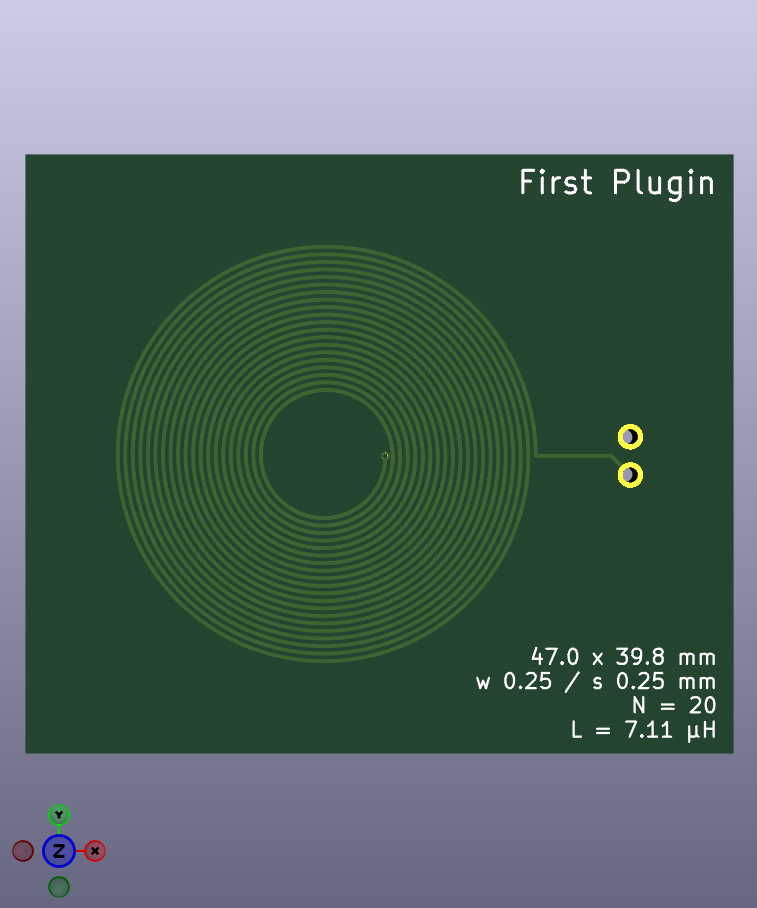 First Plugin
47.0 x 39.8 mm
w 0.25 / s 0.25 mm
N = 20
L = 7.11 µH
Y
Z
X